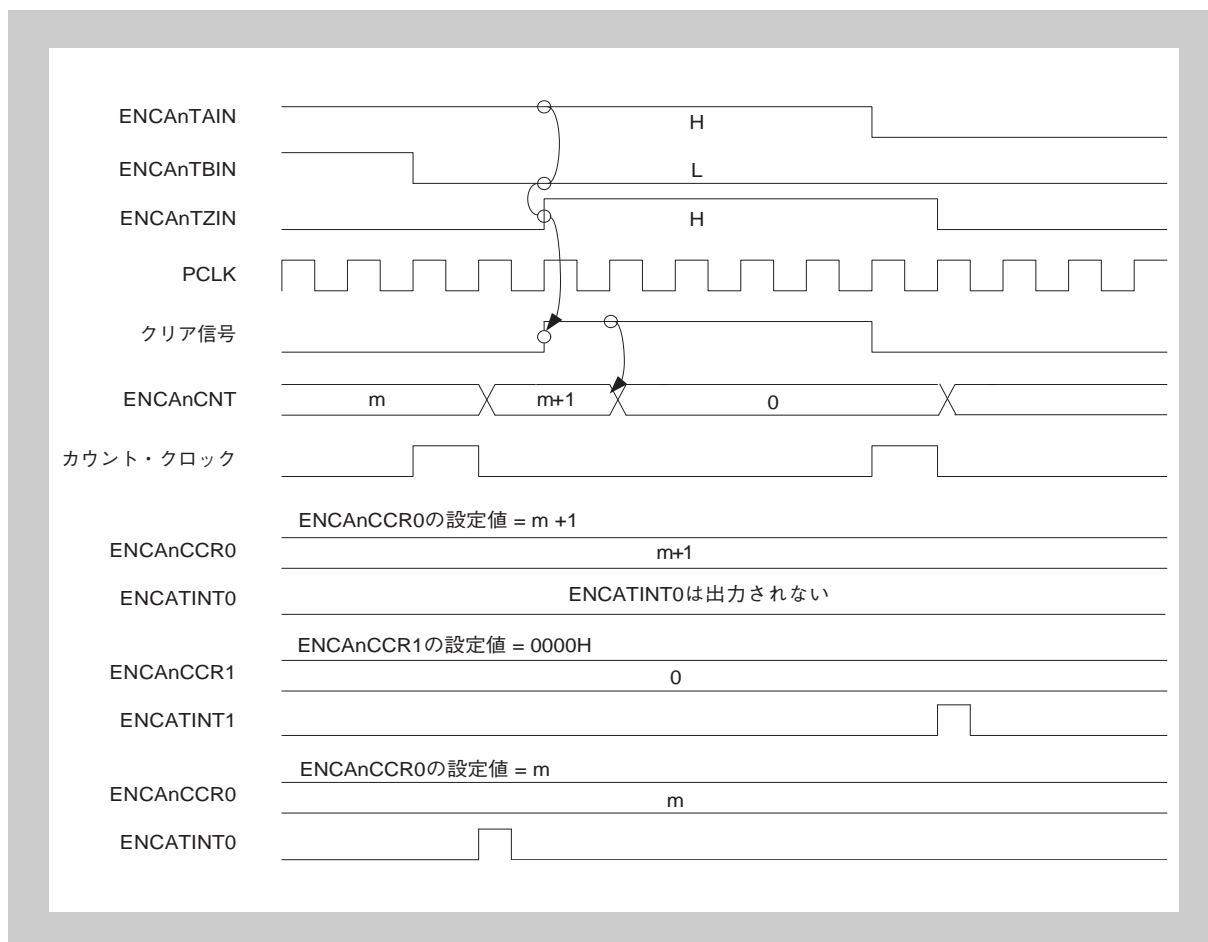 ENCAnTAIN
H
ENCAnTBIN
L
ENCAnTZIN
H
PCLK
クリア信号
ENCAnCNT
m
m+1
0
カウント・クロック
ENCAnCCR0の設定値 = m +1
ENCAnCCR0
m+1
ENCATINT0
ENCATINT0は出力されない
ENCAnCCR1の設定値 = 0000H
ENCAnCCR1
0
ENCATINT1
ENCAnCCR0の設定値 = m
ENCAnCCR0
m
ENCATINT0